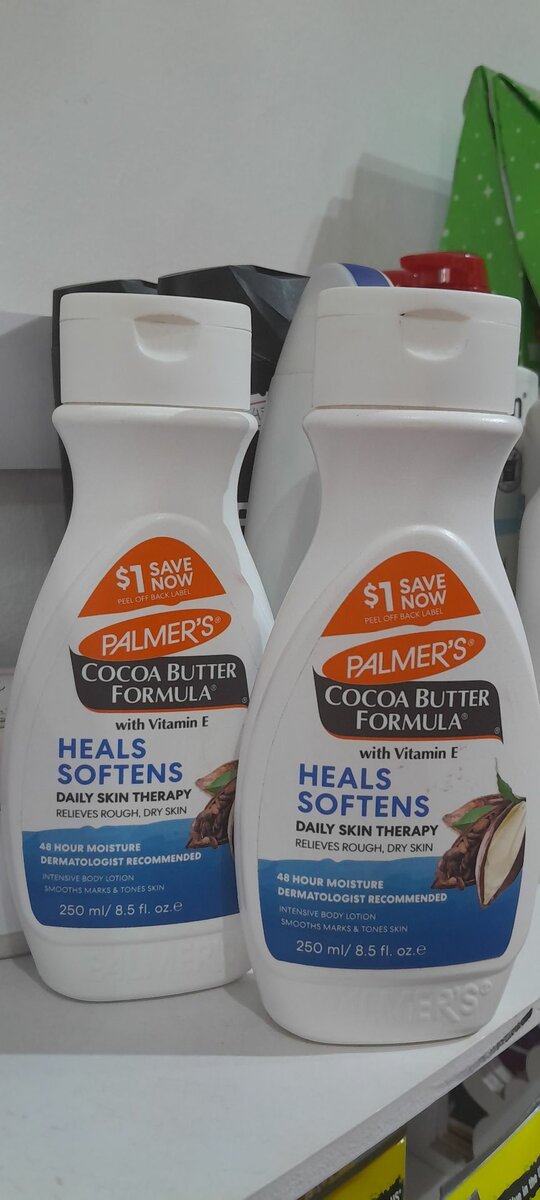 $1 SAVE NOW
PEEL OFF BACK LABEL
PALMER'S®
COCOA BUTTER
FORMULA®
with Vitamin E
HEALS
SOFTENS
DAILY SKIN THERAPY
RELIEVES ROUGH, DRY SKIN
48 HOUR MOISTURE
DERMATOLOGIST RECOMMENDED
INTENSIVE BODY LOTION
SMOOTHS MARKS & TONES SKIN
250 ml/ 8.5 fl. oz.e
PALMER'S
$1 SAVE NOW
PEEL OFF BACK LABEL
PALMER'S®
COCOA BUTTER
FORMULA®
with Vitamin E
HEALS
SOFTENS
DAILY SKIN THERAPY
RELIEVES ROUGH, DRY SKIN
48 HOUR MOISTURE
DERMATOLOGIST RECOMMENDED
INTENSIVE BODY LOTION
SMOOTHS MARKS & TONES SKIN
250 ml/ 8.5 fl. oz.e
PALMER'S®